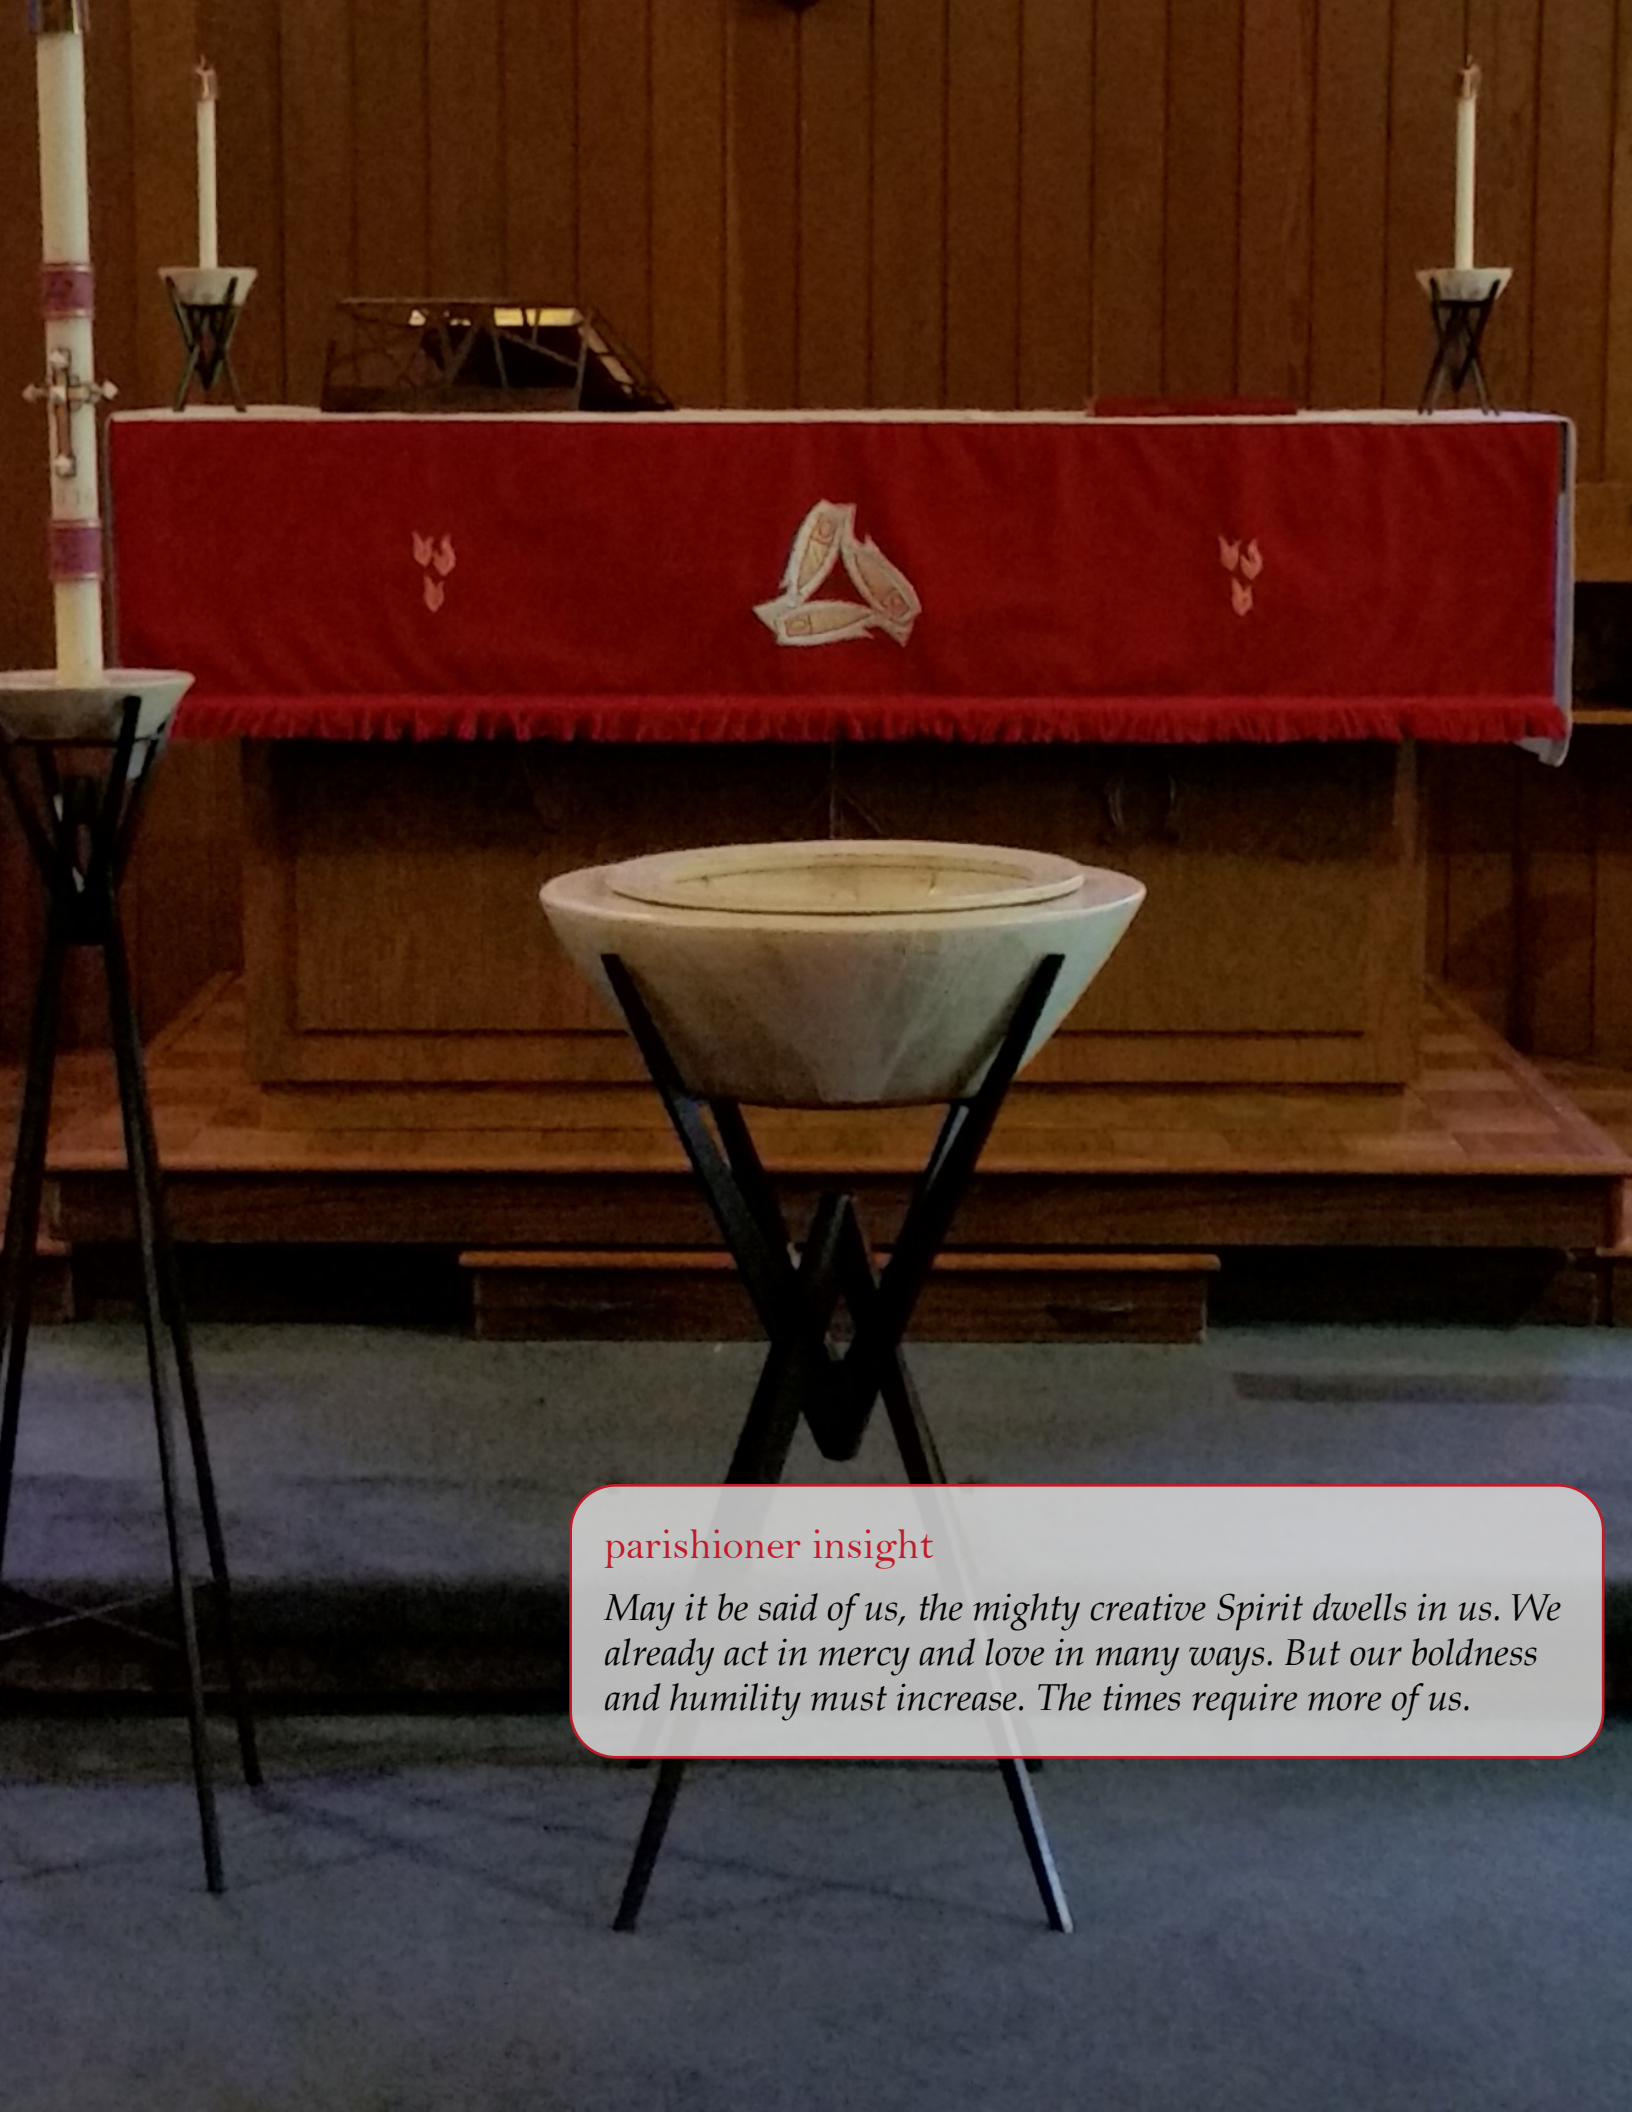 parishioner insight
May it be said of us, the mighty creative Spirit dwells in us. We
already act in mercy and love in many ways. But our boldness
and humility must increase. The times require more of us.